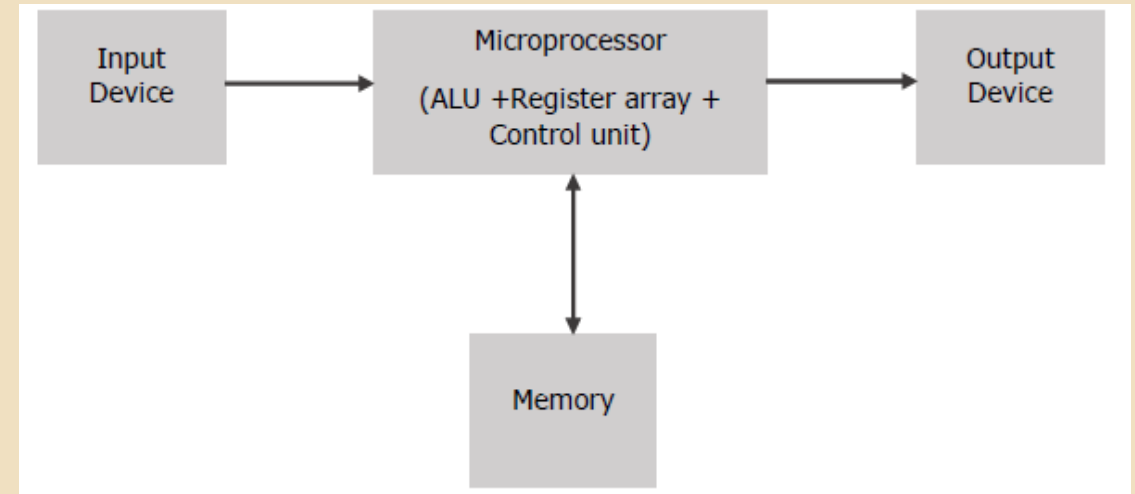 Input
Device
Microprocessor
(ALU +Register array +
Control unit)
Output
Device
Memory